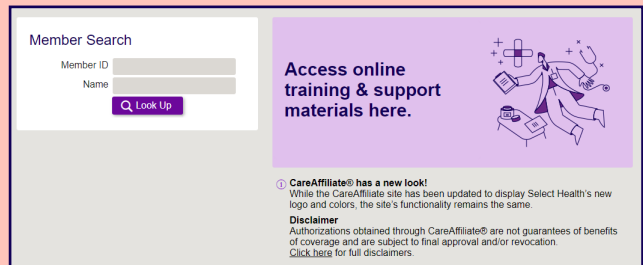 Member Search
Member ID
Name
Look Up
Access online
training & support
materials here.
CareAffiliate® has a new look!
While the CareAffiliate site has been updated to display Select Health's new
logo and colors, the site's functionality remains the same.
Disclaimer
Authorizations obtained through CareAffiliate® are not guarantees of benefits
of coverage and are subject to final approval and/or revocation.
Click here for full disclaimers.